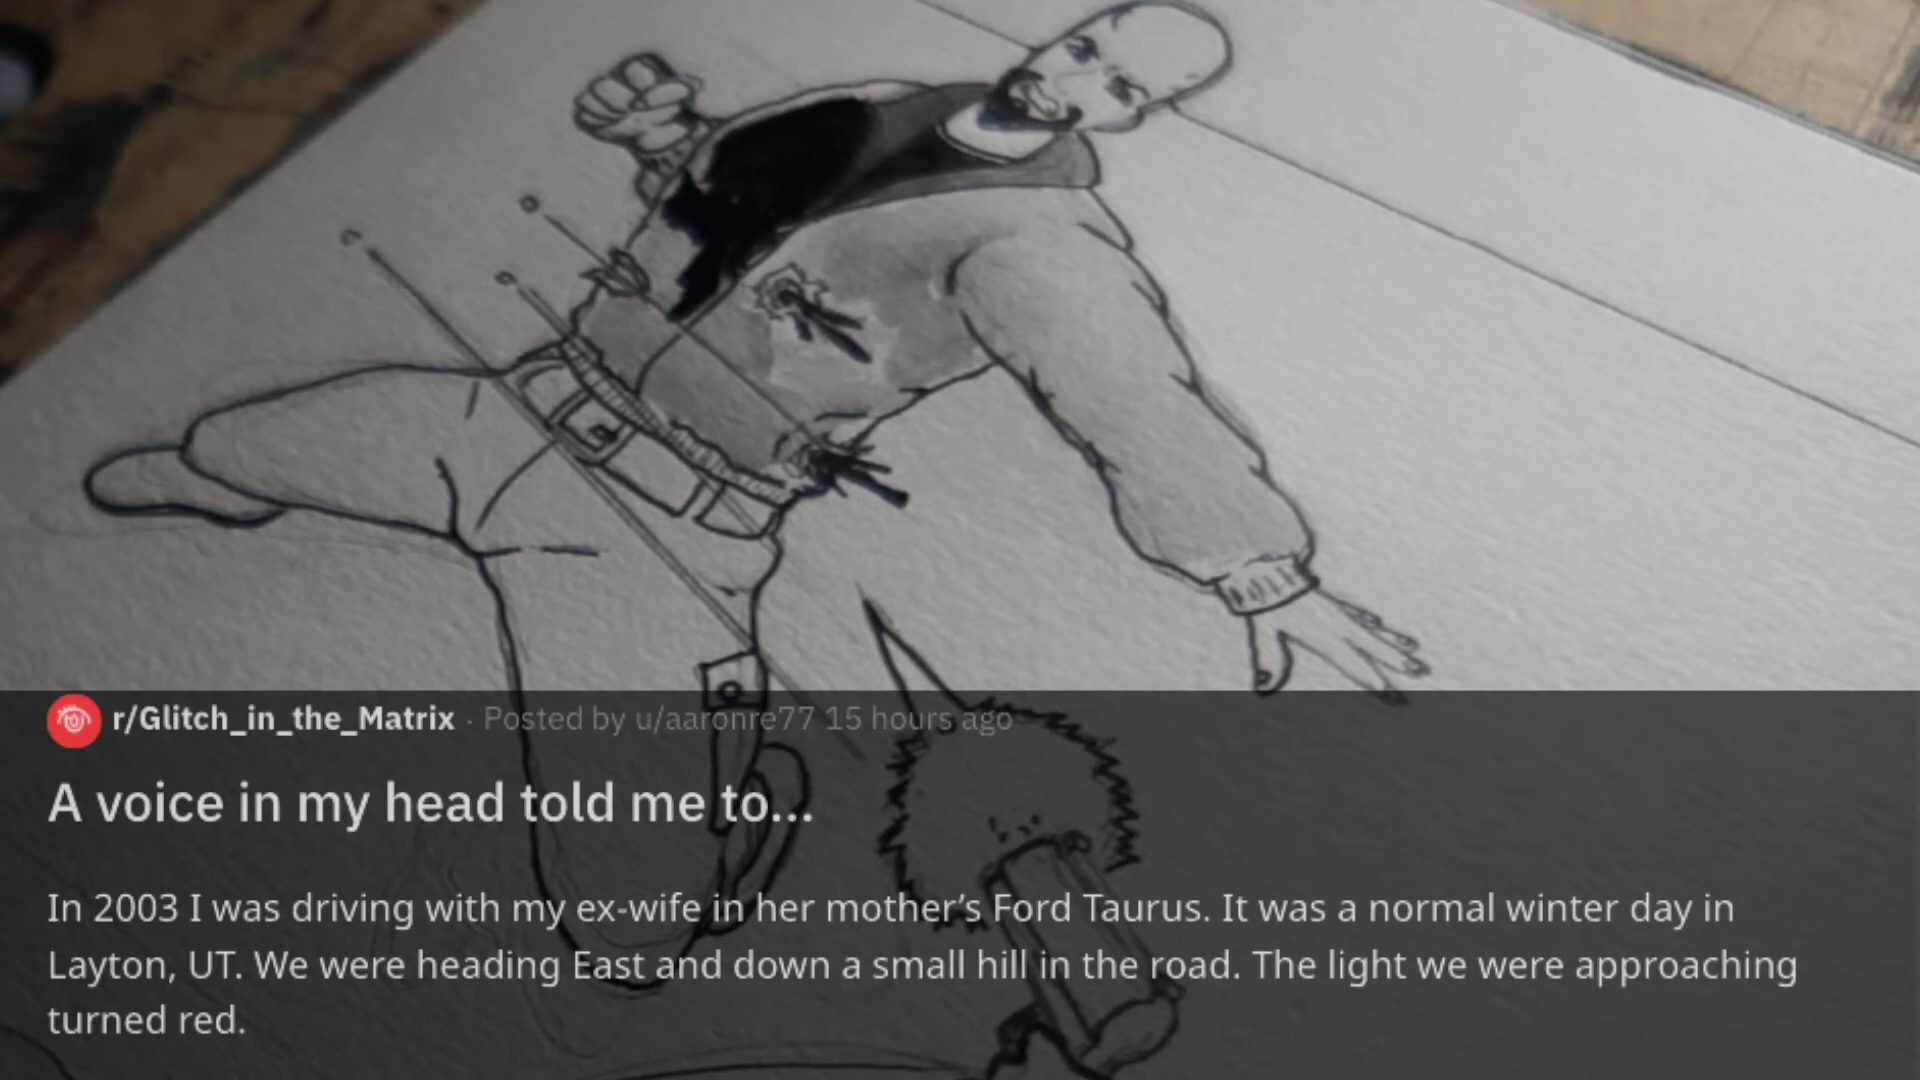 r/Glitch_in_the_Matrix · Posted by u/aaronre77 15 hours ago
A voice in my head told me to...
In 2003 I was driving with my ex-wife in her mother’s Ford Taurus. It was a normal winter day in
Layton, UT. We were heading East and down a small hill in the road. The light we were approaching
turned red.